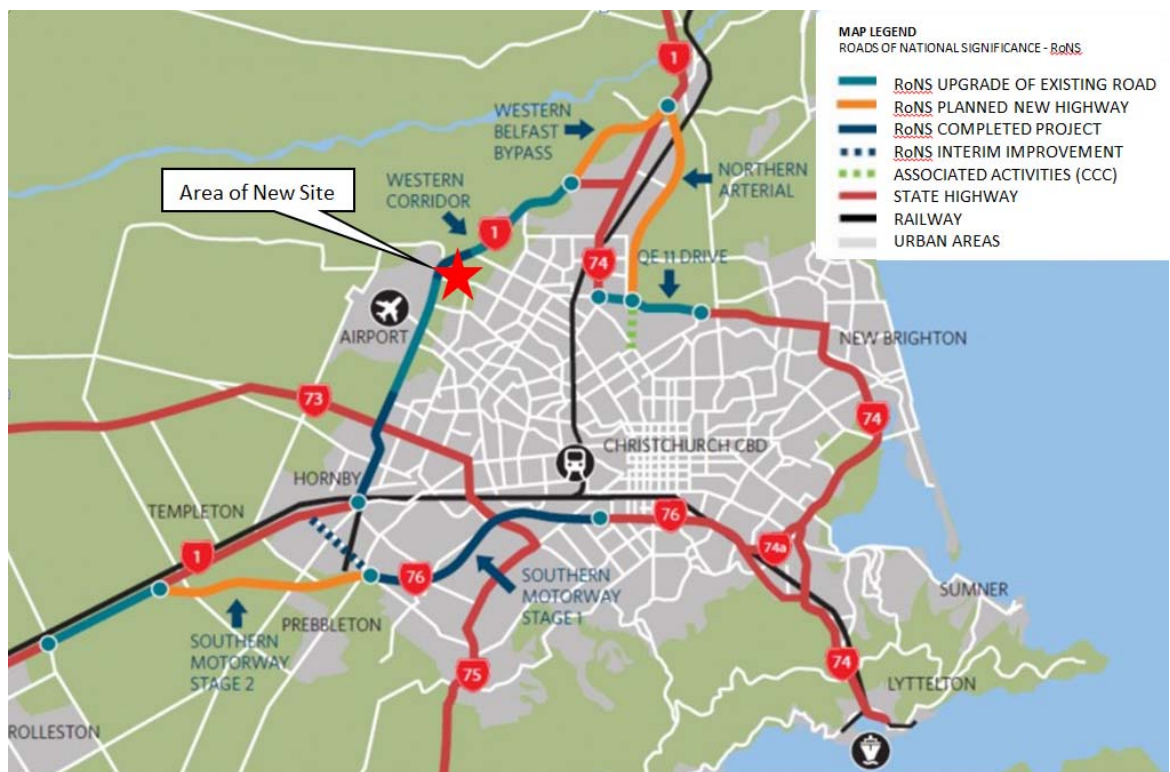 MAP LEGEND
ROADS OF NATIONAL SIGNIFICANCE - RoNS
RoNS UPGRADE OF EXISTING ROAD
RoNS PLANNED NEW HIGHWAY
RoNS COMPLETED PROJECT
RoNS INTERIM IMPROVEMENT
ASSOCIATED ACTIVITIES (CCC)
STATE HIGHWAY
RAILWAY
URBAN AREAS
1
WESTERN
BELFAST
BYPASS
Area of New Site
WESTERN
CORRIDOR
NORTHERN
ARTERIAL
1
74
QE 11 DRIVE
AIRPORT
NEW BRIGHTON
73
74
CHRISTCHURCH CBD
HORNBY
TEMPLETON
76
1
74a
76
SOUTHERN
MOTORWAY
STAGE 1
SUMNER
PREBBLETON
SOUTHERN
MOTORWAY
STAGE 2
75
74
LYTTELTON
ROLLESTON